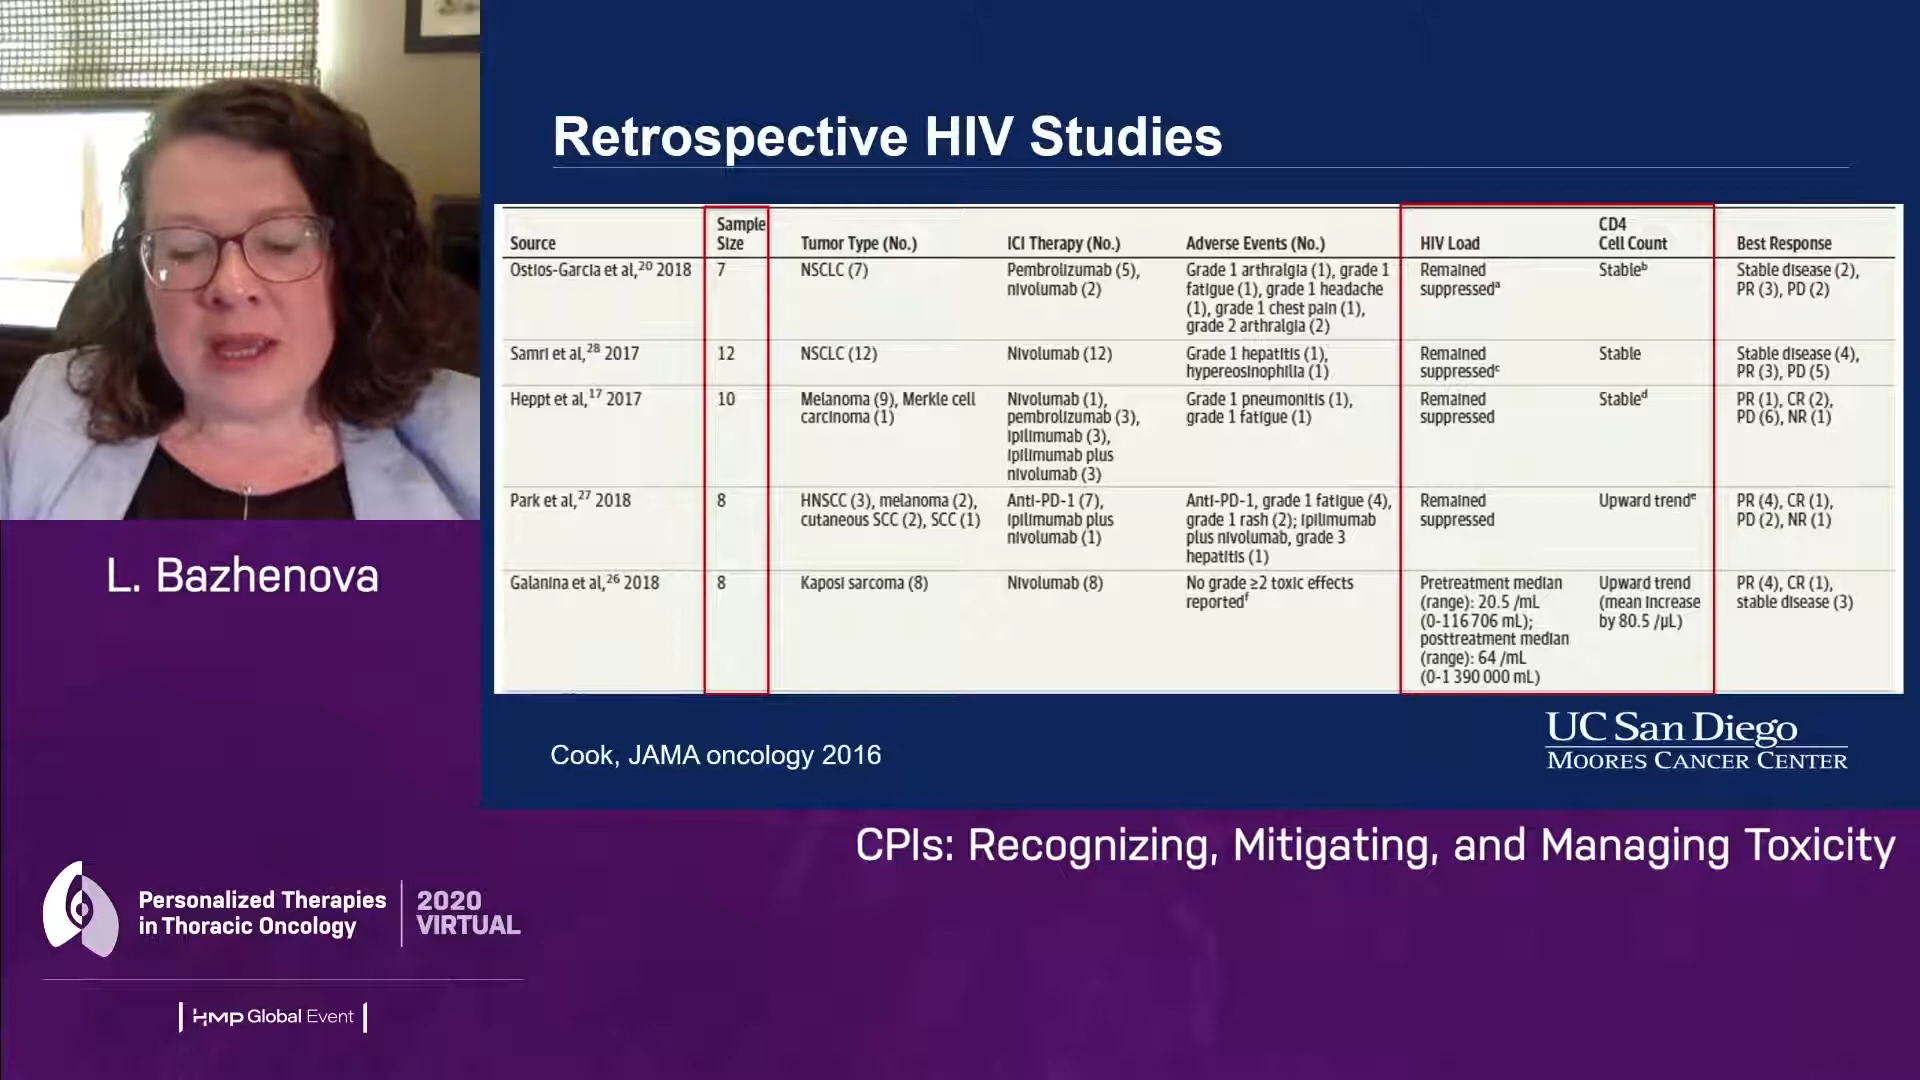 Retrospective HIV Studies
Source
Sample
Size
Tumor Type (No.)
ICI Therapy (No.)
Adverse Events (No.)
HIV Load
CD4
Cell Count
Best Response
Ostios-Garcia et al,20 2018
7
NSCLC (7)
Pembrolizumab (5),
nivolumab (2)
Grade 1 arthralgia (1), grade 1
fatigue (1), grade 1 headache
(1), grade 1 chest pain (1),
grade 2 arthralgia (2)
Remained
suppressedª
Stableb
Stable disease (2),
PR (3), PD (2)
Samri et al,28 2017
12
NSCLC (12)
Nivolumab (12)
Grade 1 hepatitis (1),
hypereosinophilia (1)
Remained
suppressedc
Stable
Stable disease (4),
PR (3), PD (5)
Heppt et al,17 2017
10
Melanoma (9), Merkle cell
carcinoma (1)
Nivolumab (1),
pembrolizumab (3),
ipilimumab (3),
ipilimumab plus
nivolumab (3)
Grade 1 pneumonitis (1),
grade 1 fatigue (1)
Remained
suppressed
Stabled
PR (1), CR (2),
PD (6), NR (1)
Park et al,27 2018
8
HNSCC (3), melanoma (2),
cutaneous SCC (2), SCC (1)
Anti-PD-1 (7),
ipilimumab plus
nivolumab (1)
Anti-PD-1, grade 1 fatigue (4),
grade 1 rash (2); ipilimumab
plus nivolumab, grade 3
hepatitis (1)
Remained
suppressed
Upward trende
PR (4), CR (1),
PD (2), NR (1)
Galanina et al,26 2018
8
Kaposi sarcoma (8)
Nivolumab (8)
No grade ≥2 toxic effects
reportedf
Pretreatment median
(range): 20.5 /mL
(0-116 706 mL);
posttreatment median
(range): 64 /mL
(0-1 390 000 mL)
Upward trend
(mean increase
by 80.5 /µL)
PR (4), CR (1),
stable disease (3)
Cook, JAMA oncology 2016
UC San Diego
MOORES CANCER CENTER
L. Bazhenova
CPIs: Recognizing, Mitigating, and Managing Toxicity
Personalized Therapies
in Thoracic Oncology
2020
VIRTUAL
HMP Global Event